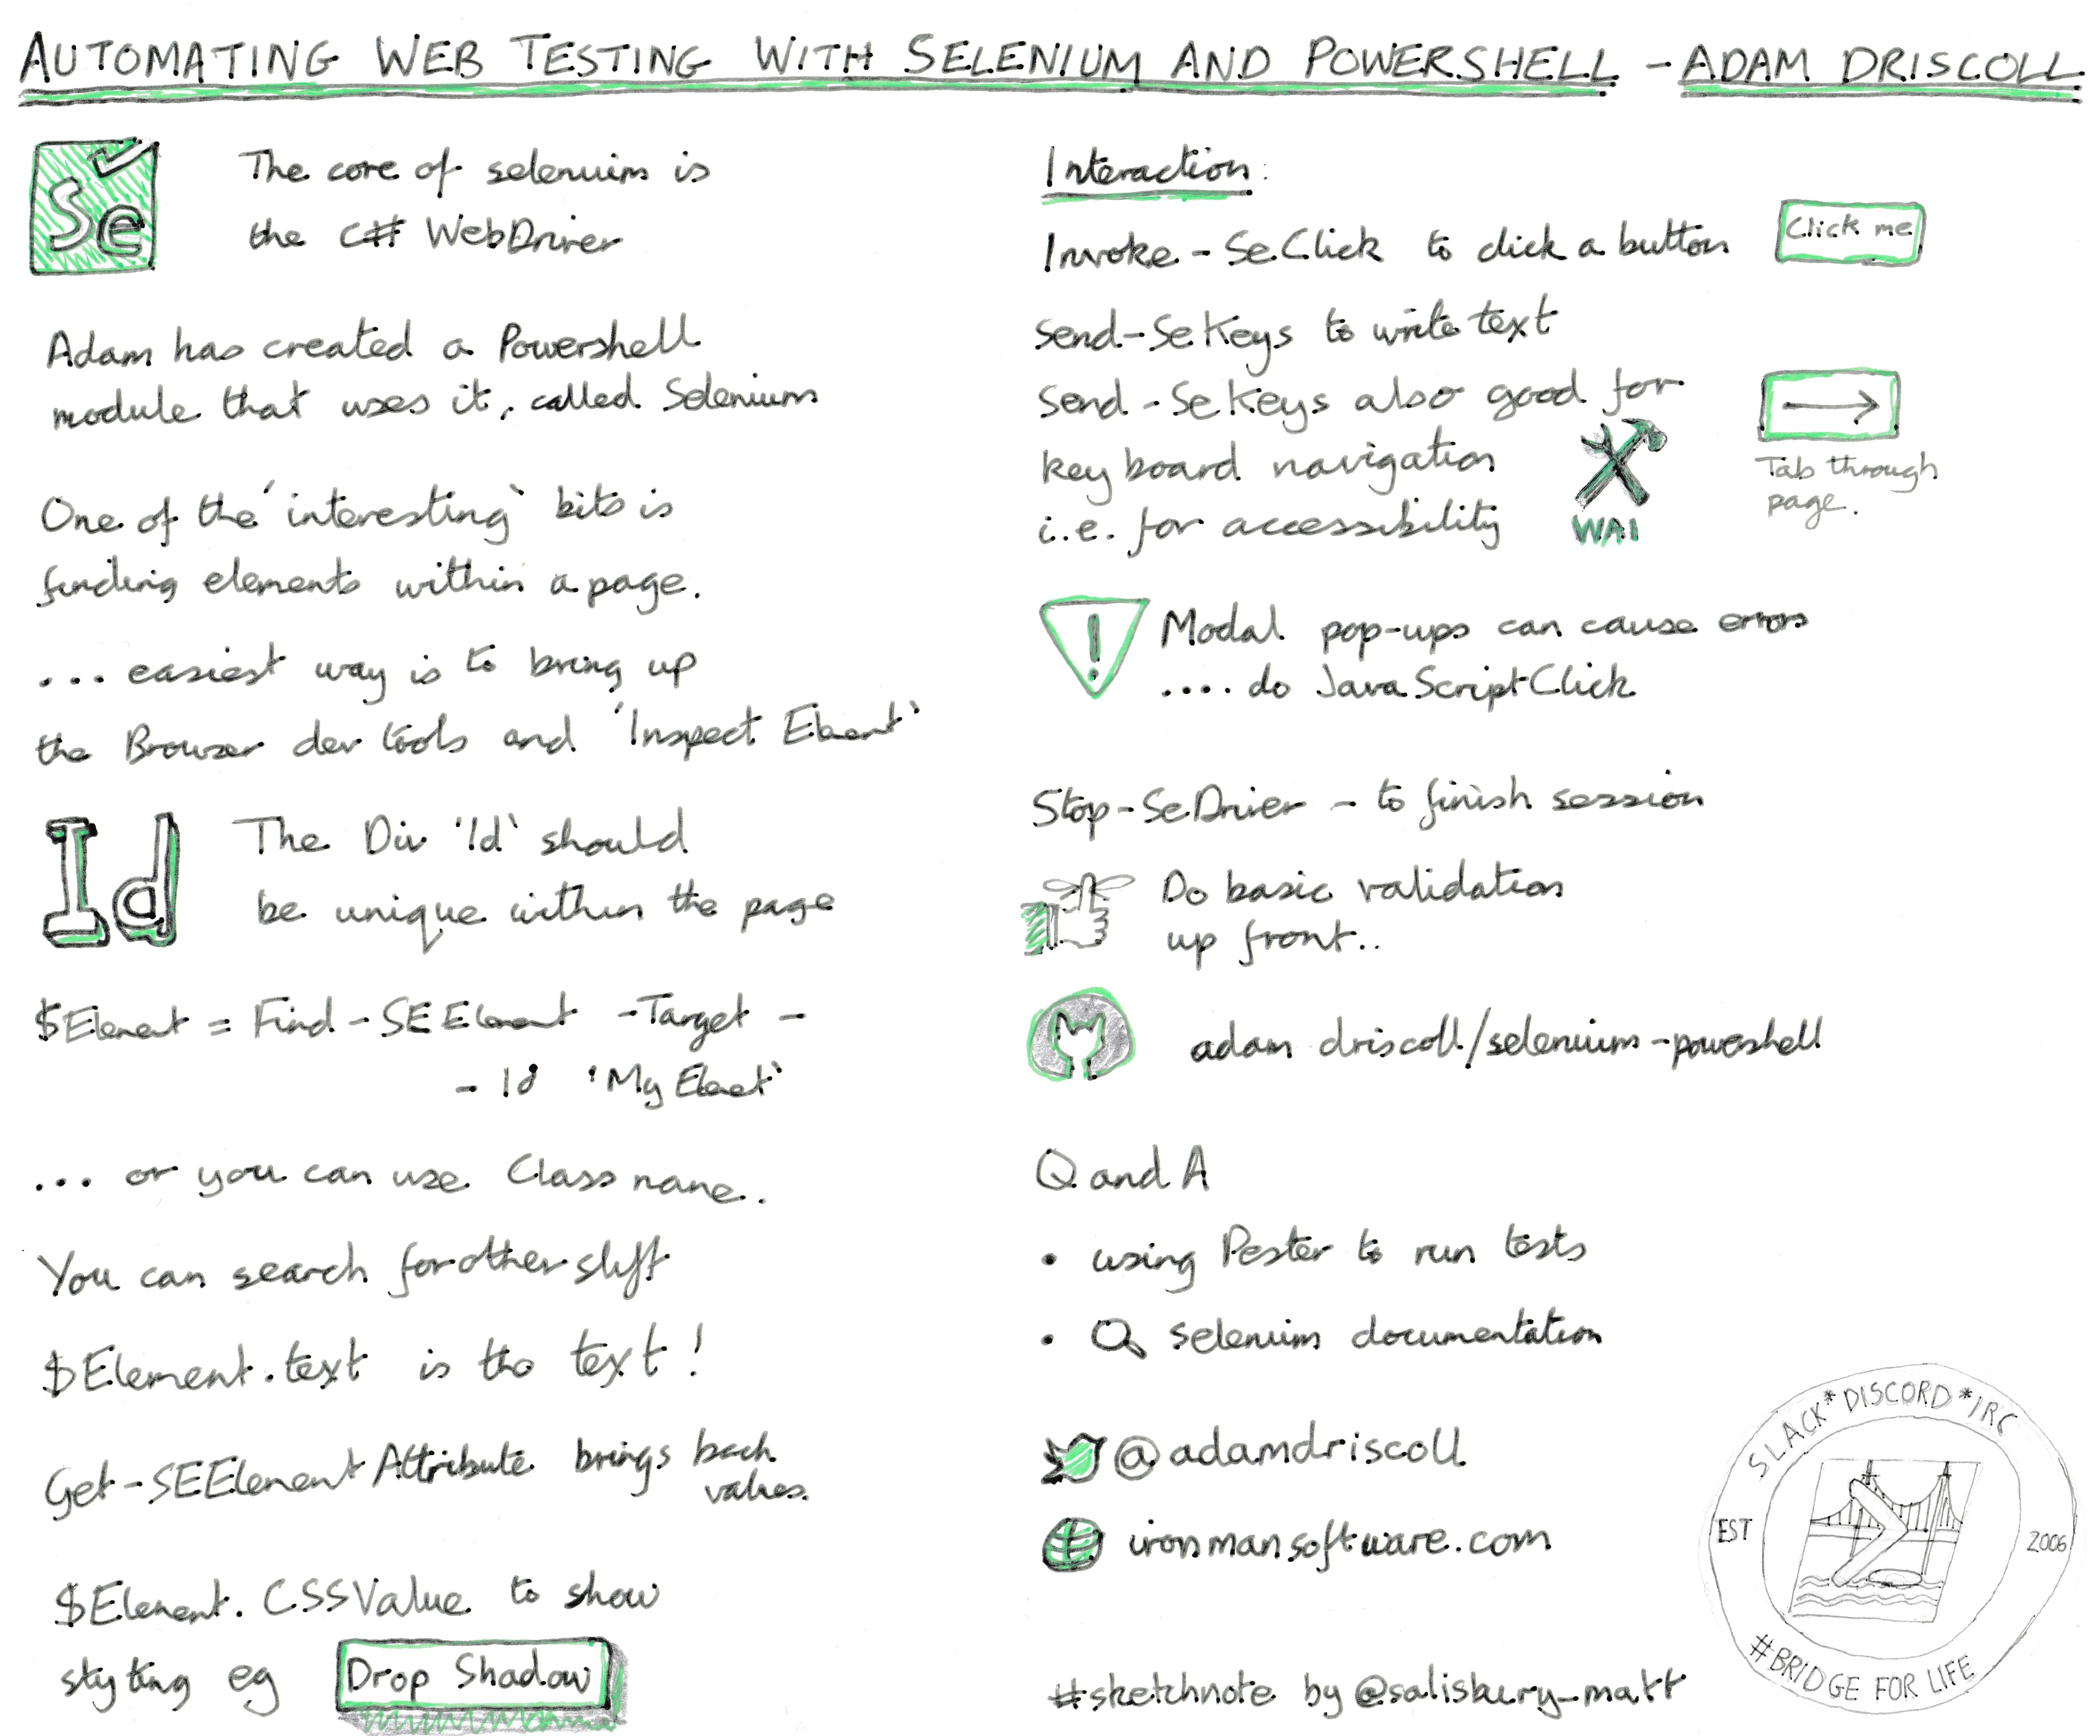 AUTOMATING WEB TESTING WITH SELENIUM AND POWERSHELL - ADAM DRISCOLL
Se
The core of selenium is
the C# WebDriver
Adam has created a Powershell
module that uses it, called Selenium
One of the 'interesting' bits is
finding elements within a page.
... easiest way is to bring up
the Browser dev tools and 'Inspect Element'
Id
The Div 'Id' should
be unique within the page
$Element = Find-SEElement -Target -
- Id 'My Element'
... or you can use Class name..
You can search for other stuff
$Element.text is the text!
Get-SEElementAttribute brings back
values.
$Element.CSSValue to show
styling eg Drop Shadow
Interaction:
Invoke-SeClick to click a button
Click me
Send-SeKeys to write text
Send-SeKeys also good for
keyboard navigation
i.e. for accessibility
WAI
Tab through
page.
! Modal pop-ups can cause errors
.... do JavaScriptClick
Stop-SeDriver - to finish session
Do basic validation
up front..
adam driscoll/selenium-powershell
Q and A
• using Pester to run tests
• selenium documentation
@adamdriscoll
ironmansoftware.com
#sketchnote by @salisbury_matt
SLACK*DISCORD*IRC
EST 2006
#BRIDGE FOR LIFE